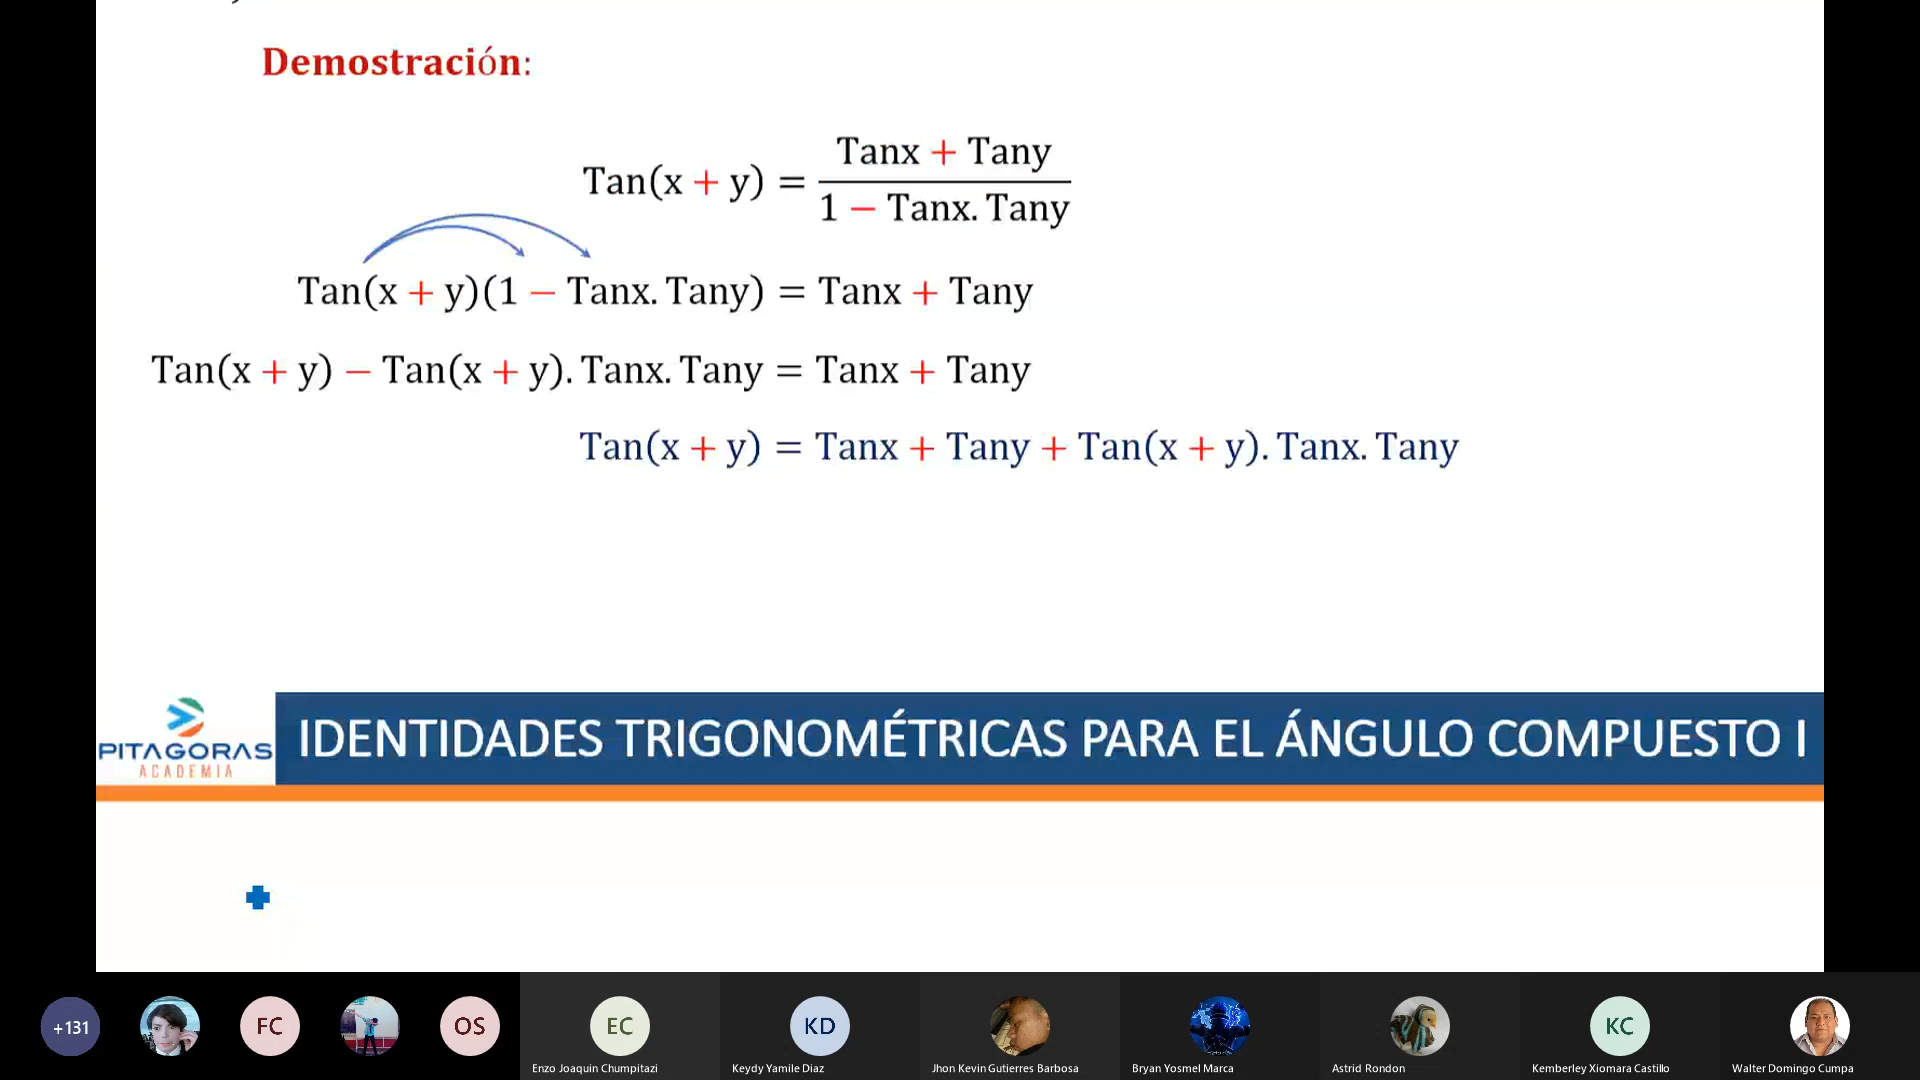 Demostración:
Tan(x + y) = Tanx + Tany / 1 − Tanx. Tany
Tan(x + y)(1 − Tanx. Tany) = Tanx + Tany
Tan(x + y) − Tan(x + y). Tanx. Tany = Tanx + Tany
Tan(x + y) = Tanx + Tany + Tan(x + y). Tanx. Tany
PITAGORAS
ACADEMIA
IDENTIDADES TRIGONOMÉTRICAS PARA EL ÁNGULO COMPUESTO I
+131
FC
OS
EC
KD
KC
Enzo Joaquin Chumpitazi
Keydy Yamile Diaz
Jhon Kevin Gutierres Barbosa
Bryan Yosmel Marca
Astrid Rondon
Kemberley Xiomara Castillo
Walter Domingo Cumpa